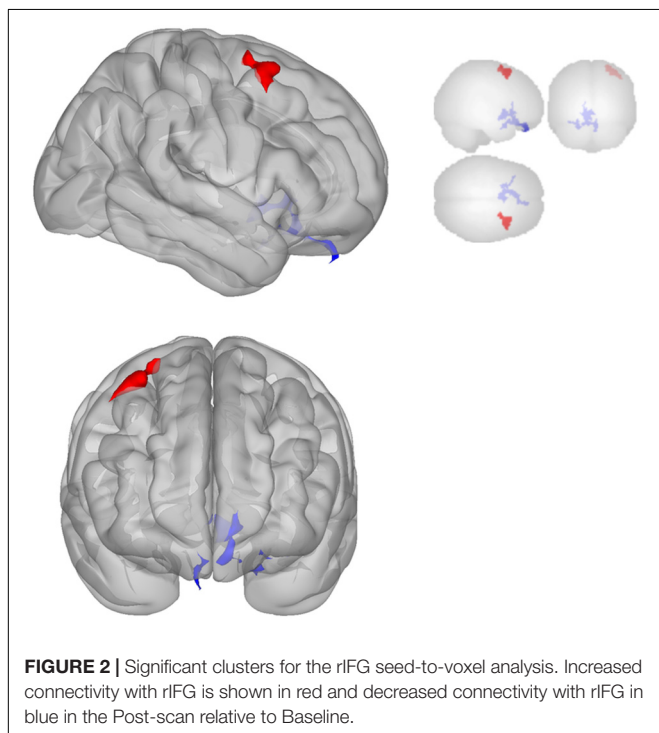 FIGURE 2 | Significant clusters for the rIFG seed-to-voxel analysis. Increased
connectivity with rIFG is shown in red and decreased connectivity with rIFG in
blue in the Post-scan relative to Baseline.